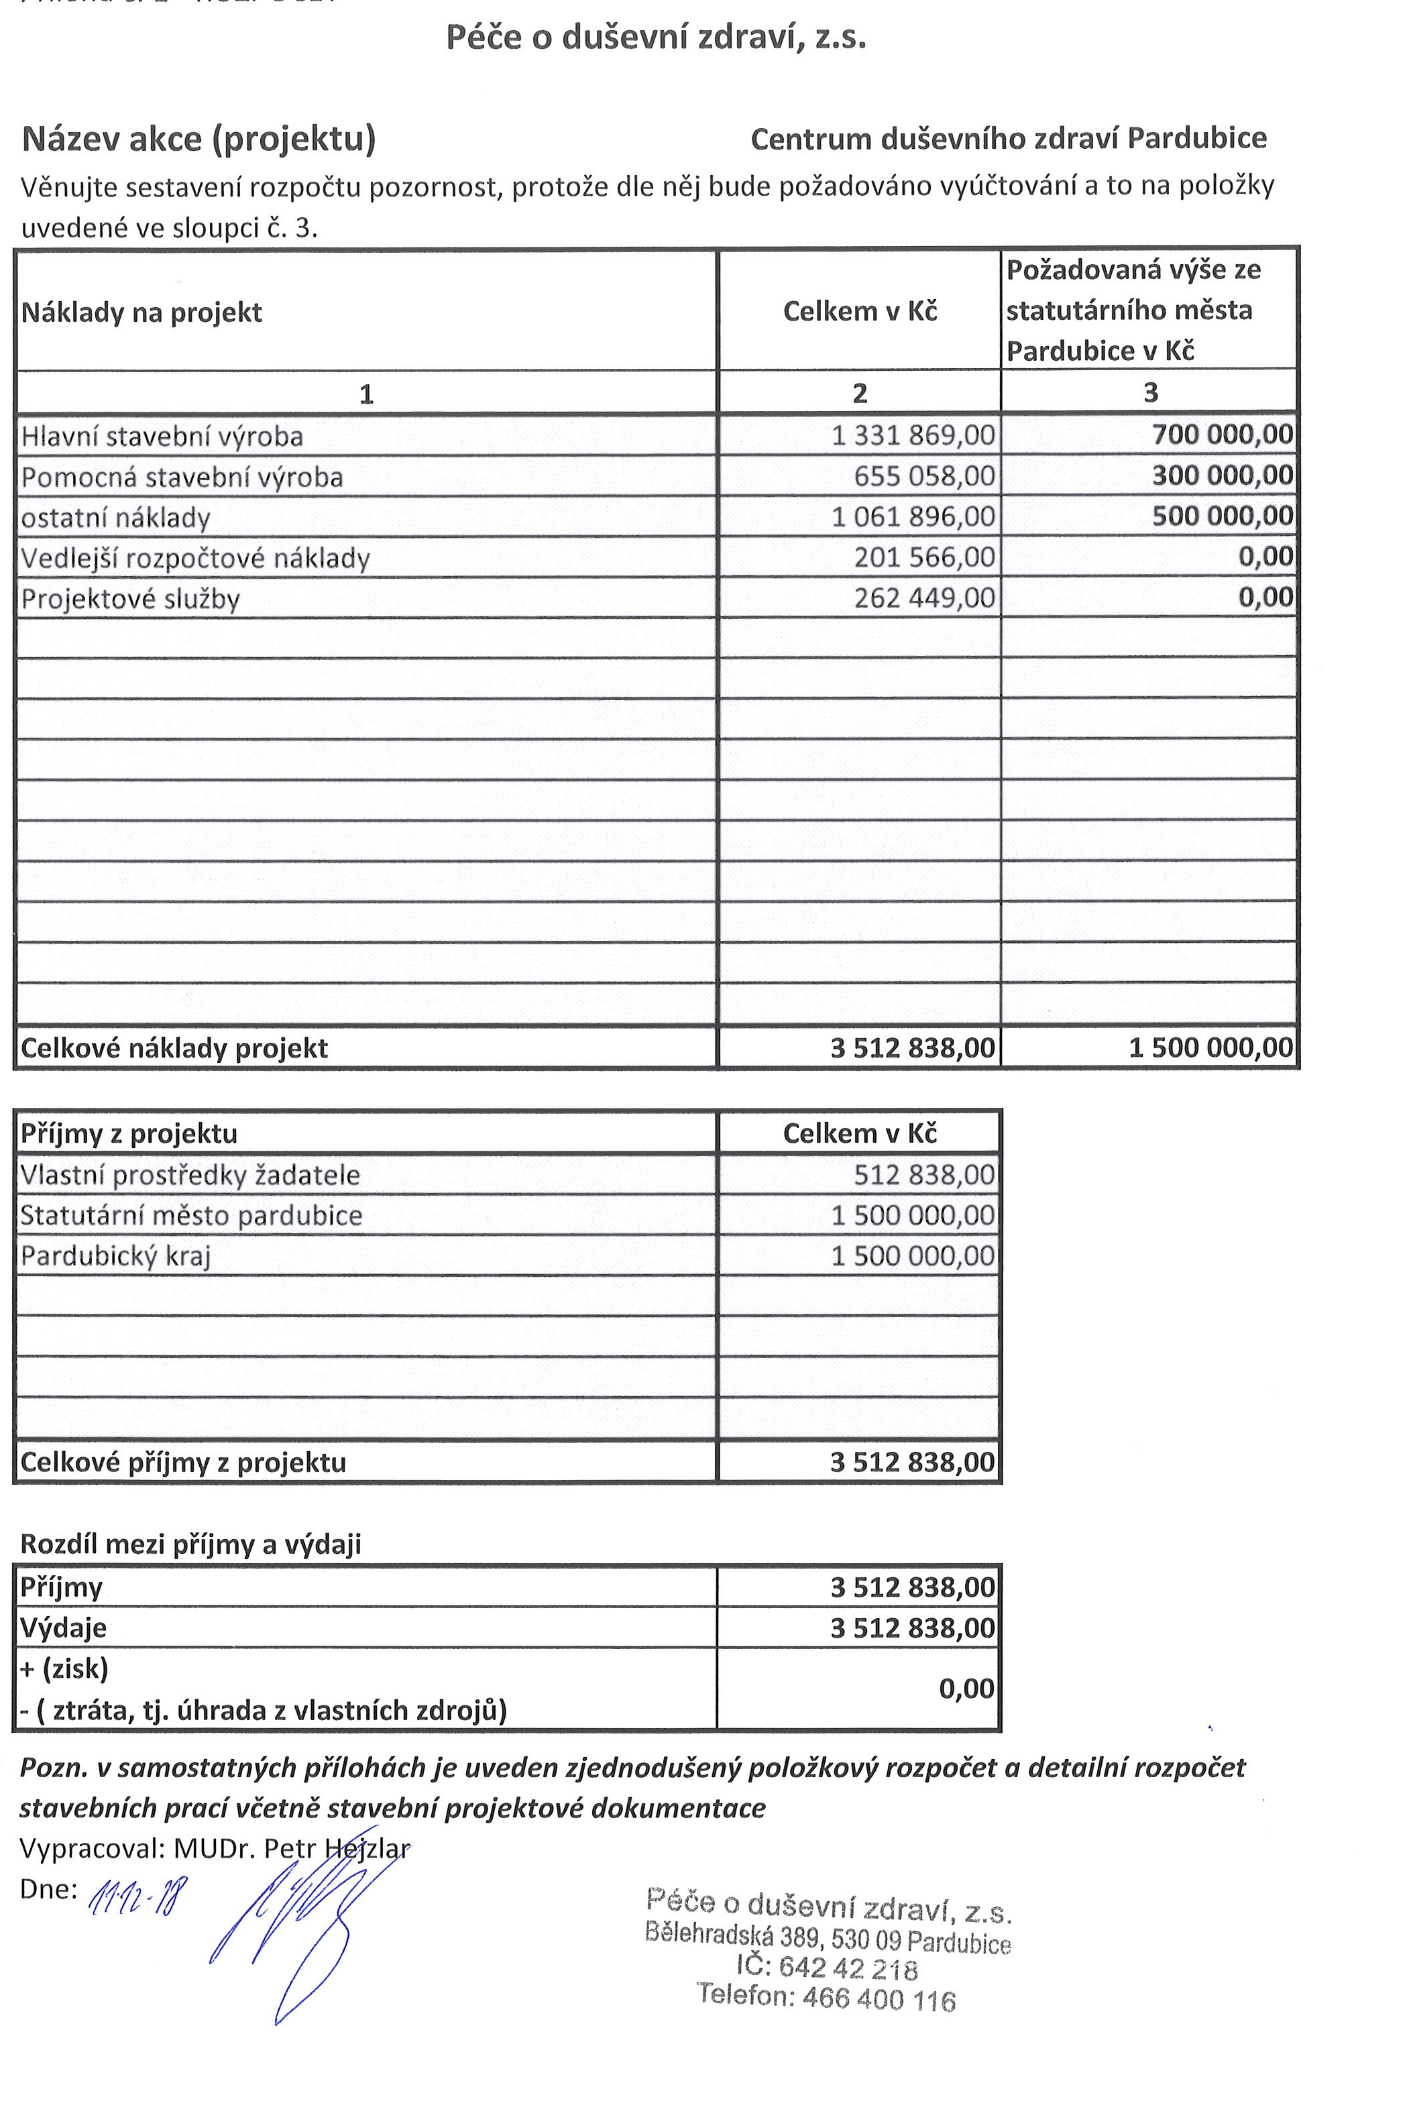 Péče o duševní zdraví, z.s.
Název akce (projektu) Centrum duševního zdraví Pardubice
Věnujte sestavení rozpočtu pozornost, protože dle něj bude požadováno vyúčtování a to na položky
uvedené ve sloupci č. 3.
Náklady na projekt Celkem v Kč Požadovaná výše ze
statutárního města
Pardubice v Kč
1 2 3
Hlavní stavební výroba 1 331 869,00 700 000,00
Pomocná stavební výroba 655 058,00 300 000,00
ostatní náklady 1 061 896,00 500 000,00
Vedlejší rozpočtové náklady 201 566,00 0,00
Projektové služby 262 449,00 0,00
Celkové náklady projekt 3 512 838,00 1 500 000,00
Příjmy z projektu Celkem v Kč
Vlastní prostředky žadatele 512 838,00
Statutární město pardubice 1 500 000,00
Pardubický kraj 1 500 000,00
Celkové příjmy z projektu 3 512 838,00
Rozdíl mezi příjmy a výdaji
Příjmy 3 512 838,00
Výdaje 3 512 838,00
+ (zisk)
- ( ztráta, tj. úhrada z vlastních zdrojů) 0,00
Pozn. v samostatných přílohách je uveden zjednodušený položkový rozpočet a detailní rozpočet
stavebních prací včetně stavební projektové dokumentace
Vypracoval: MUDr. Petr Hejzlar
Dne: 11.12.18
Péče o duševní zdraví, z.s.
Bělehradská 389, 530 09 Pardubice
IČ: 642 42 218
Telefon: 466 400 116